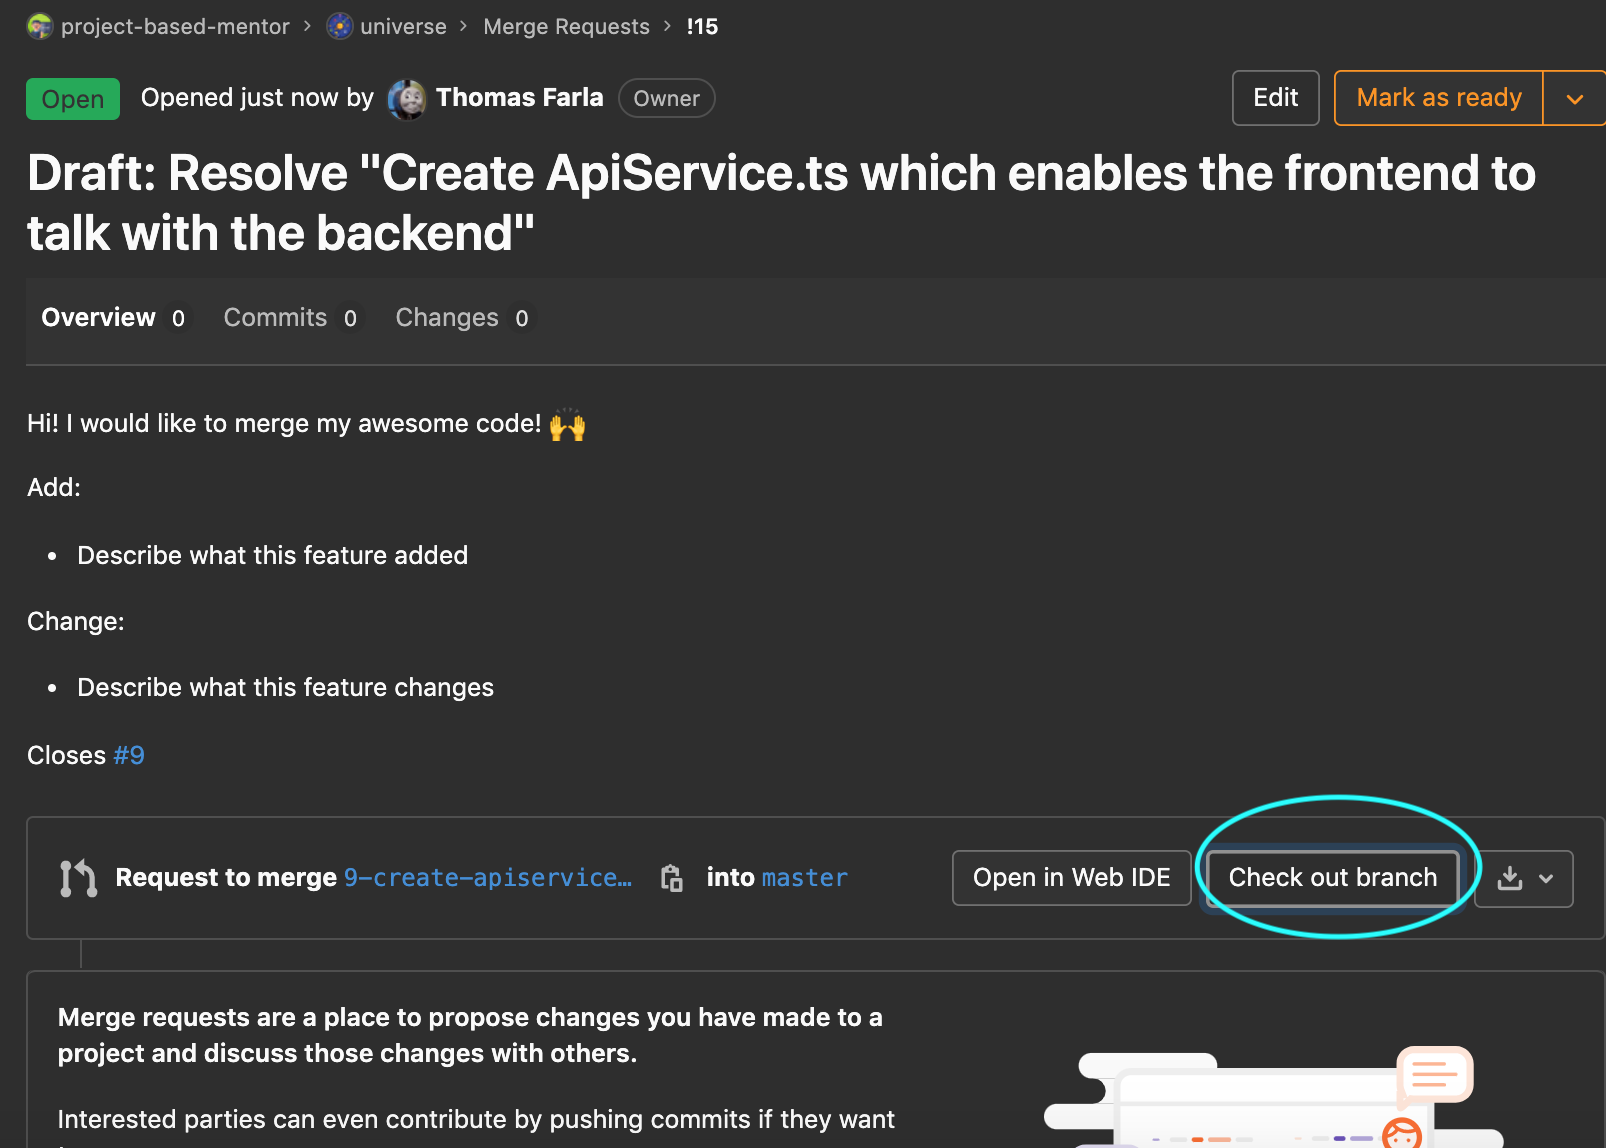 project-based-mentor > universe > Merge Requests > !15
Open Opened just now by Thomas Farla Owner Edit Mark as ready
Draft: Resolve "Create ApiService.ts which enables the frontend to
talk with the backend"
Overview 0 Commits 0 Changes 0
Hi! I would like to merge my awesome code! 🙌
Add:
• Describe what this feature added
Change:
• Describe what this feature changes
Closes #9
Request to merge 9-create-apiservice… into master Open in Web IDE Check out branch
Merge requests are a place to propose changes you have made to a
project and discuss those changes with others.
Interested parties can even contribute by pushing commits if they want